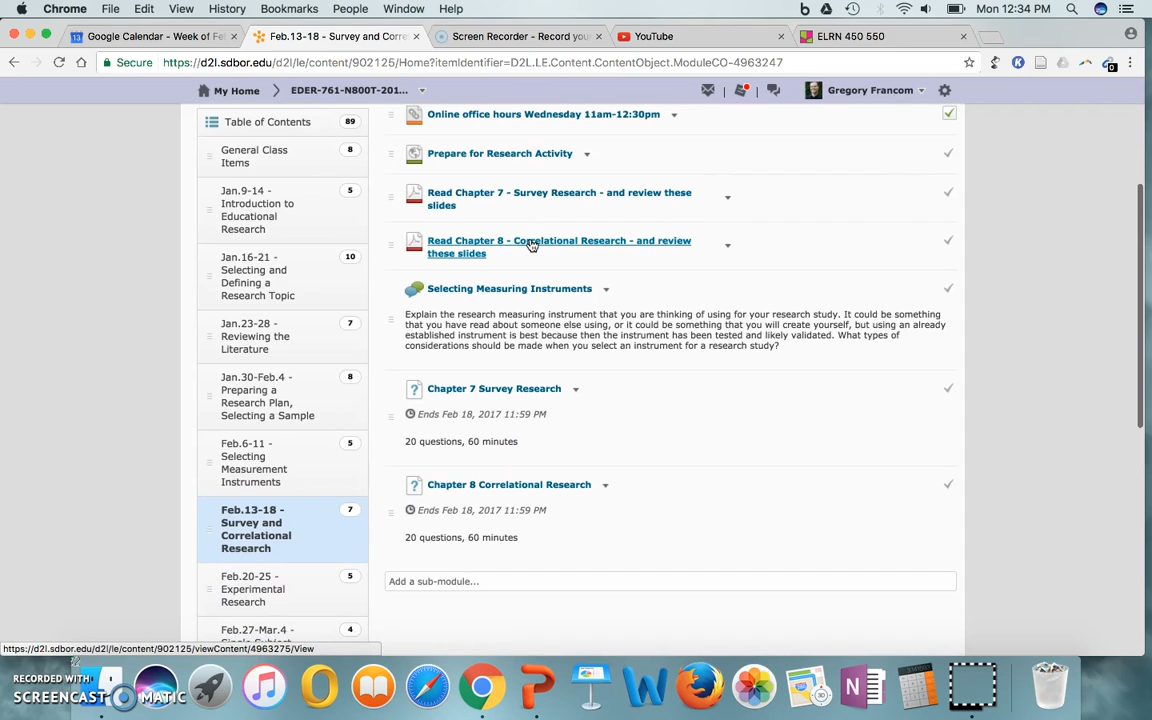 Chrome File Edit View History Bookmarks People Window Help Mon 12:34 PM
Google Calendar - Week of Feb Feb.13-18 - Survey and Corre Screen Recorder - Record your YouTube ELRN 450 550
Secure https://d2l.sdbor.edu/d2l/le/content/902125/Home?itemIdentifier=D2L.LE.Content.ContentObject.ModuleCO-4963247
My Home EDER-761-N800T-201... Gregory Francom
Table of Contents 89
General Class 8
Items
Jan.9-14 - 5
Introduction to
Educational
Research
Jan.16-21 - 10
Selecting and
Defining a
Research Topic
Jan.23-28 - 7
Reviewing the
Literature
Jan.30-Feb.4 - 8
Preparing a
Research Plan,
Selecting a Sample
Feb.6-11 - 5
Selecting
Measurement
Instruments
Feb.13-18 - 7
Survey and
Correlational
Research
Feb.20-25 - 5
Experimental
Research
Feb.27-Mar.4 - 4
Single Subject
Online office hours Wednesday 11am-12:30pm
Prepare for Research Activity
Read Chapter 7 - Survey Research - and review these
slides
Read Chapter 8 - Correlational Research - and review
these slides
Selecting Measuring Instruments
Explain the research measuring instrument that you are thinking of using for your research study. It could be something
that you have read about someone else using, or it could be something that you will create yourself, but using an already
established instrument is best because then the instrument has been tested and likely validated. What types of
considerations should be made when you select an instrument for a research study?
Chapter 7 Survey Research
Ends Feb 18, 2017 11:59 PM
20 questions, 60 minutes
Chapter 8 Correlational Research
Ends Feb 18, 2017 11:59 PM
20 questions, 60 minutes
Add a sub-module...
https://d2l.sdbor.edu/d2l/le/content/902125/viewContent/4963275/View
RECORDED WITH
SCREENCAST MATIC